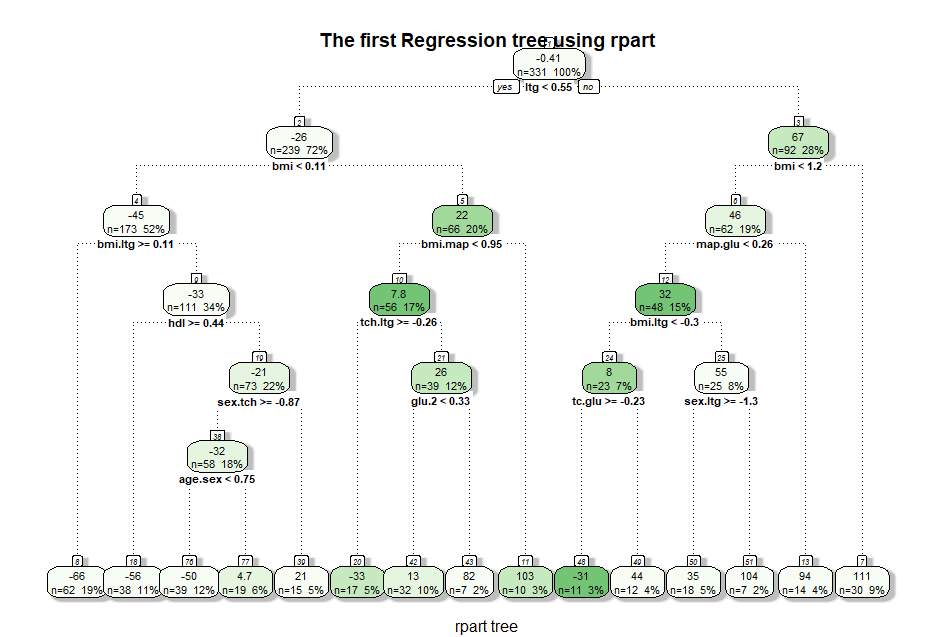 The first Regression tree using rpart
1
-0.41
n=331 100%
yes ltg < 0.55 no
2
-26
n=239 72%
bmi < 0.11
3
67
n=92 28%
bmi < 1.2
4
-45
n=173 52%
bmi.ltg >= 0.11
5
22
n=66 20%
bmi.map < 0.95
6
46
n=62 19%
map.glu < 0.26
9
-33
n=111 34%
hdl >= 0.44
10
7.8
n=56 17%
tch.ltg >= -0.26
12
32
n=48 15%
bmi.ltg < -0.3
19
-21
n=73 22%
sex.tch >= -0.87
21
26
n=39 12%
glu.2 < 0.33
24
8
n=23 7%
tc.glu >= -0.23
25
55
n=25 8%
sex.ltg >= -1.3
38
-32
n=58 18%
age.sex < 0.75
8
-66
n=62 19%
18
-56
n=38 11%
76
-50
n=39 12%
77
4.7
n=19 6%
39
21
n=15 5%
20
-33
n=17 5%
42
13
n=32 10%
43
82
n=7 2%
11
103
n=10 3%
48
-31
n=11 3%
49
44
n=12 4%
50
35
n=18 5%
51
104
n=7 2%
13
94
n=14 4%
7
111
n=30 9%
rpart tree